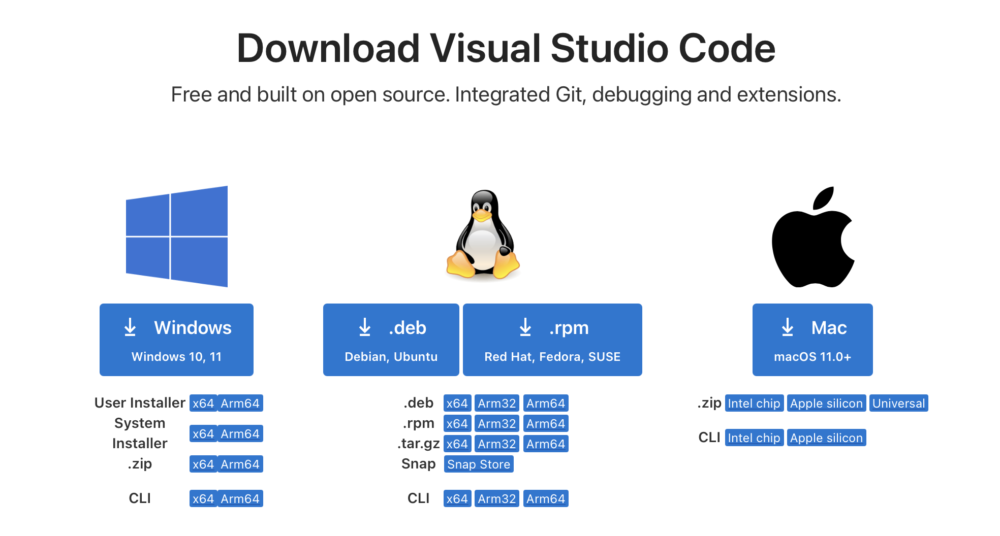 Download Visual Studio Code
Free and built on open source. Integrated Git, debugging and extensions.
Windows
Windows 10, 11
User Installer x64 Arm64
System
Installer
x64 Arm64
.zip x64 Arm64
CLI x64 Arm64
.deb
Debian, Ubuntu
.rpm
Red Hat, Fedora, SUSE
.deb x64 Arm32 Arm64
.rpm x64 Arm32 Arm64
.tar.gz x64 Arm32 Arm64
Snap Snap Store
CLI x64 Arm32 Arm64
Mac
macOS 11.0+
.zip Intel chip Apple silicon Universal
CLI Intel chip Apple silicon